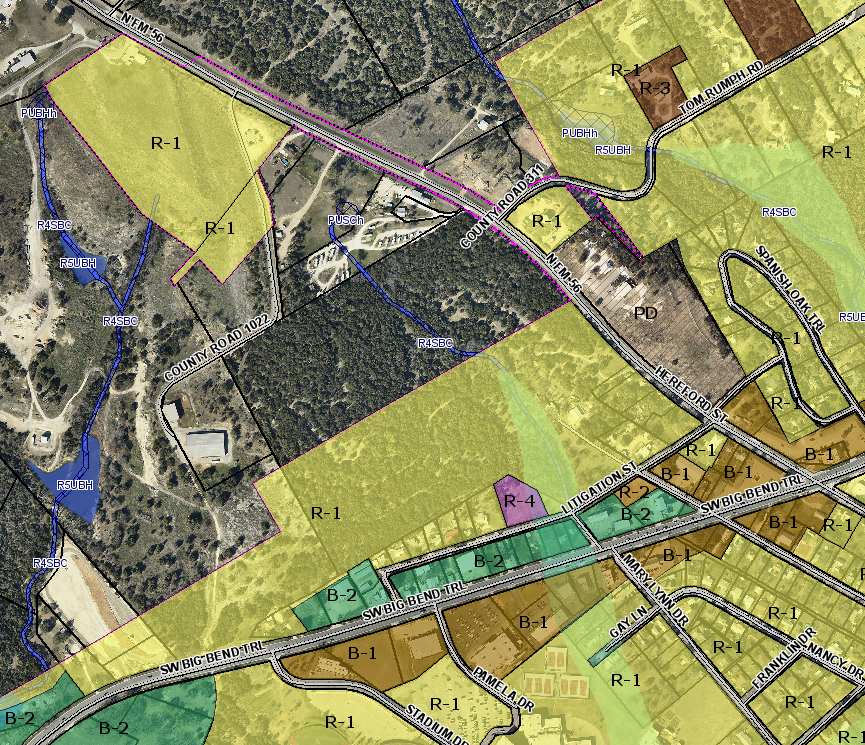 N FM 56
R-1
R-3
TOM RUMPH RD
PUBHh
R-1
PUBHh
R5UBH
R-1
COUNTY ROAD 311
R4SBC
PUSCh
R-1
R4SBC
R-1
R5UBH
N FM 56
SPANISH OAK TRL
R4SBC
PD
R-1
COUNTY ROAD 1022
R4SBC
HEREFORD ST
R-1
R-1
B-1
LITIGATION ST
B-1
B-1
R5UBH
R-2
R-4
SW BIG BEND TRL
R-1
B-2
B-1
R-1
B-2
B-1
R4SBC
MARYLYNN DR
B-2
SW BIG BEND TRL
GAY LN
R-1
B-1
SW BIG BEND TRL
B-1
R-1
FRANKLIN DR
NANCY DR
R-1
PAMELA DR
R-1
R-1
B-2
B-2
R-1
STADIUM DR
R-1